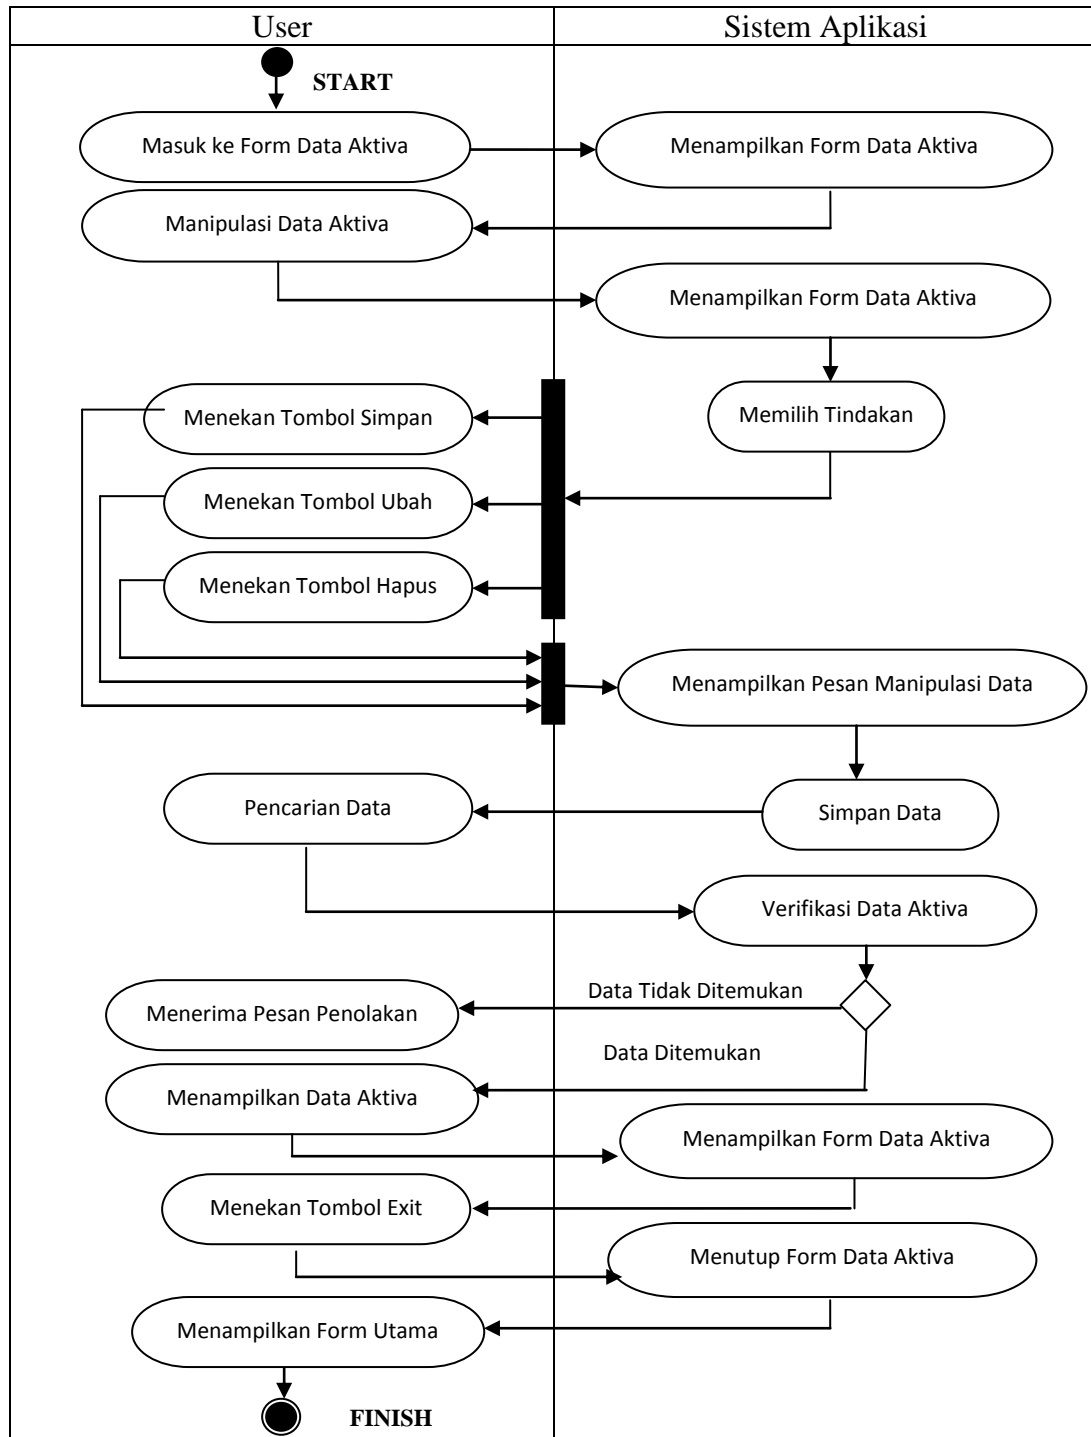 User
Sistem Aplikasi
START
Masuk ke Form Data Aktiva
Menampilkan Form Data Aktiva
Manipulasi Data Aktiva
Menampilkan Form Data Aktiva
Menekan Tombol Simpan
Memilih Tindakan
Menekan Tombol Ubah
Menekan Tombol Hapus
Menampilkan Pesan Manipulasi Data
Pencarian Data
Simpan Data
Verifikasi Data Aktiva
Data Tidak Ditemukan
Menerima Pesan Penolakan
Data Ditemukan
Menampilkan Data Aktiva
Menampilkan Form Data Aktiva
Menekan Tombol Exit
Menutup Form Data Aktiva
Menampilkan Form Utama
FINISH